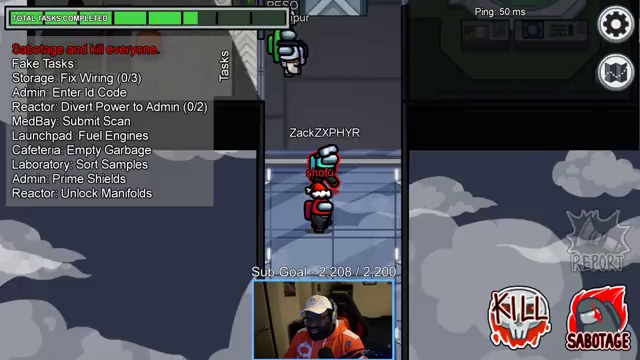 PESO
TOTAL TASKS COMPLETED
Ping: 50 ms
Sabotage and kill everyone.
Fake Tasks:
Storage: Fix Wiring (0/3)
Admin: Enter Id Code
Reactor: Divert Power to Admin (0/2)
MedBay: Submit Scan
Launchpad: Fuel Engines
Cafeteria: Empty Garbage
Laboratory: Sort Samples
Admin: Prime Shields
Reactor: Unlock Manifolds
Tasks
ZackZXPHYR
shofu
REPORT
Sub Goal - 2,208 / 2,200
KILL
SABOTAGE